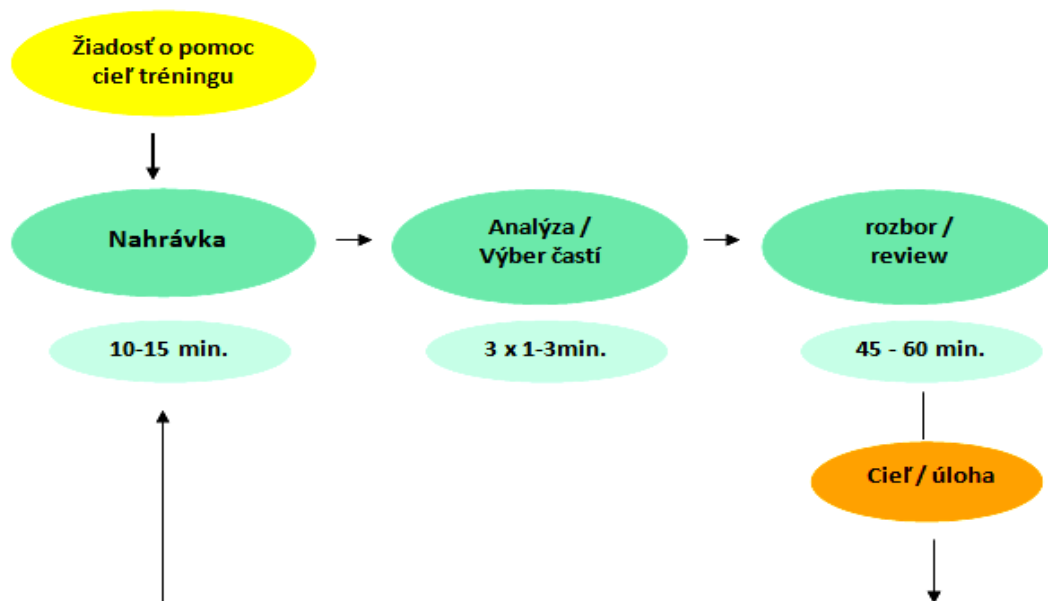 Žiadosť o pomoc
cieľ tréningu
Nahrávka
Analýza /
Výber častí
rozbor /
review
10-15 min.
3 x 1-3min.
45 - 60 min.
Cieľ / úloha